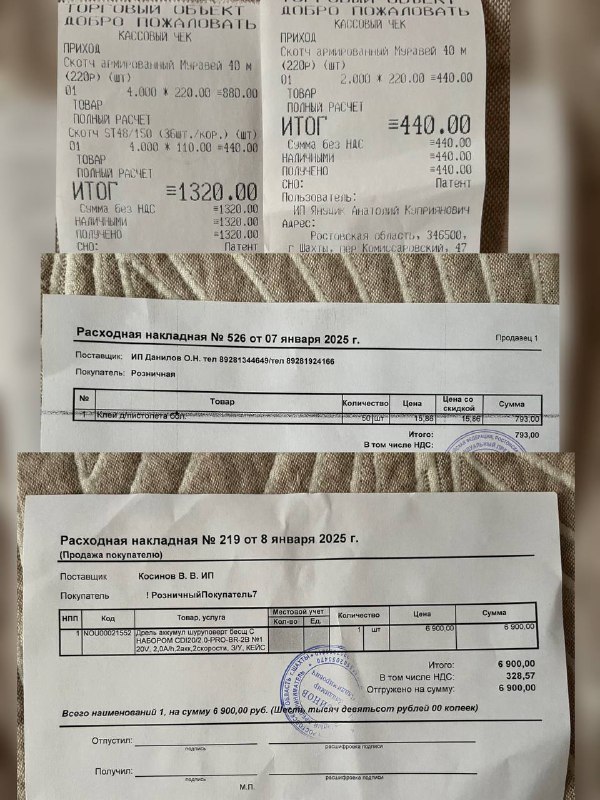 ТОРГОВЫЙ ОБЪЕКТ
ДОБРО ПОЖАЛОВАТЬ
КАССОВЫЙ ЧЕК
ПРИХОД
Скотч армированный Муравей 40 м
(220р) (шт)
01 4.000 * 220.00 =880.00
ТОВАР
ПОЛНЫЙ РАСЧЕТ
Скотч ST48/150 (36шт./кор.) (шт)
01 4.000 * 110.00 =440.00
ТОВАР
ПОЛНЫЙ РАСЧЕТ
ИТОГ =1320.00
Сумма без НДС =1320.00
НАЛИЧНЫМИ =1320.00
ПОЛУЧЕНО =1320.00
СНО: Патент
ТОРГОВЫЙ ОБЪЕКТ
ДОБРО ПОЖАЛОВАТЬ
КАССОВЫЙ ЧЕК
ПРИХОД
Скотч армированный Муравей 40 м
(220р) (шт)
01 2.000 * 220.00 =440.00
ТОВАР
ПОЛНЫЙ РАСЧЕТ
ИТОГ =440.00
Сумма без НДС =440.00
НАЛИЧНЫМИ =440.00
ПОЛУЧЕНО =440.00
СНО: Патент
Пользователь:
ИП Янущик Анатолий Куприянович
Адрес:
Ростовская область, 346500,
г Шахты, пер Комиссаровский, 47
Расходная накладная № 526 от 07 января 2025 г.
Продавец 1
Поставщик: ИП Данилов О.Н. тел 89281344649/тел 89281924166
Покупатель: Розничная
№ Товар Количество Цена Цена со скидкой Сумма
1 Клей д/пистолета бол. 50 шт 15,86 15,86 793,00
Итого: 793,00
В том числе НДС:
Расходная накладная № 219 от 8 января 2025 г.
(Продажа покупателю)
Поставщик Косинов В. В. ИП
Покупатель ! РозничныйПокупатель7
НПП Код Товар, услуга Местовой учет Кол-во Ед. Количество Цена Сумма
1 NOU00021552 Дрель аккумул шуруповерт бесщ С 1 шт 6 900,00 6 900,00
НАБОРОМ CDI20/2.0-PRO-BR-2B №1
20V, 2,0А/h,2акк,2скорости, З/У, КЕЙС
Итого: 6 900,00
В том числе НДС: 328,57
Отгружено на сумму: 6 900,00
Всего наименований 1, на сумму 6 900,00 руб. (Шесть тысяч девятьсот рублей 00 копеек)
Отпустил:
подпись расшифровка подписи
Получил:
подпись расшифровка подписи
М.П.